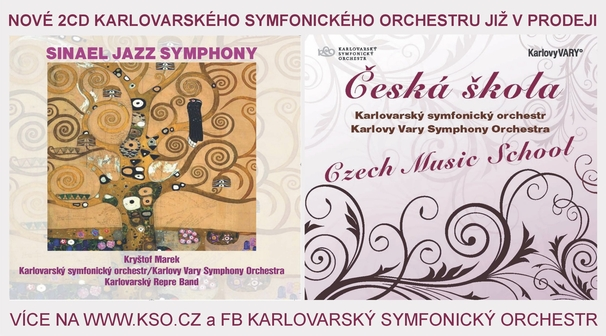 NOVÉ 2CD KARLOVARSKÉHO SYMFONICKÉHO ORCHESTRU JIŽ V PRODEJI
SINAEL JAZZ SYMPHONY
Kryštof Marek
Karlovarský symfonický orchestr/Karlovy Vary Symphony Orchestra
Karlovarský Repre Band
KSO
KARLOVARSKÝ
SYMFONICKÝ
ORCHESTR
KarlovyVARY°
Česká škola
Karlovarský symfonický orchestr
Karlovy Vary Symphony Orchestra
Czech Music School
VÍCE NA WWW.KSO.CZ a FB KARLOVARSKÝ SYMFONICKÝ ORCHESTR